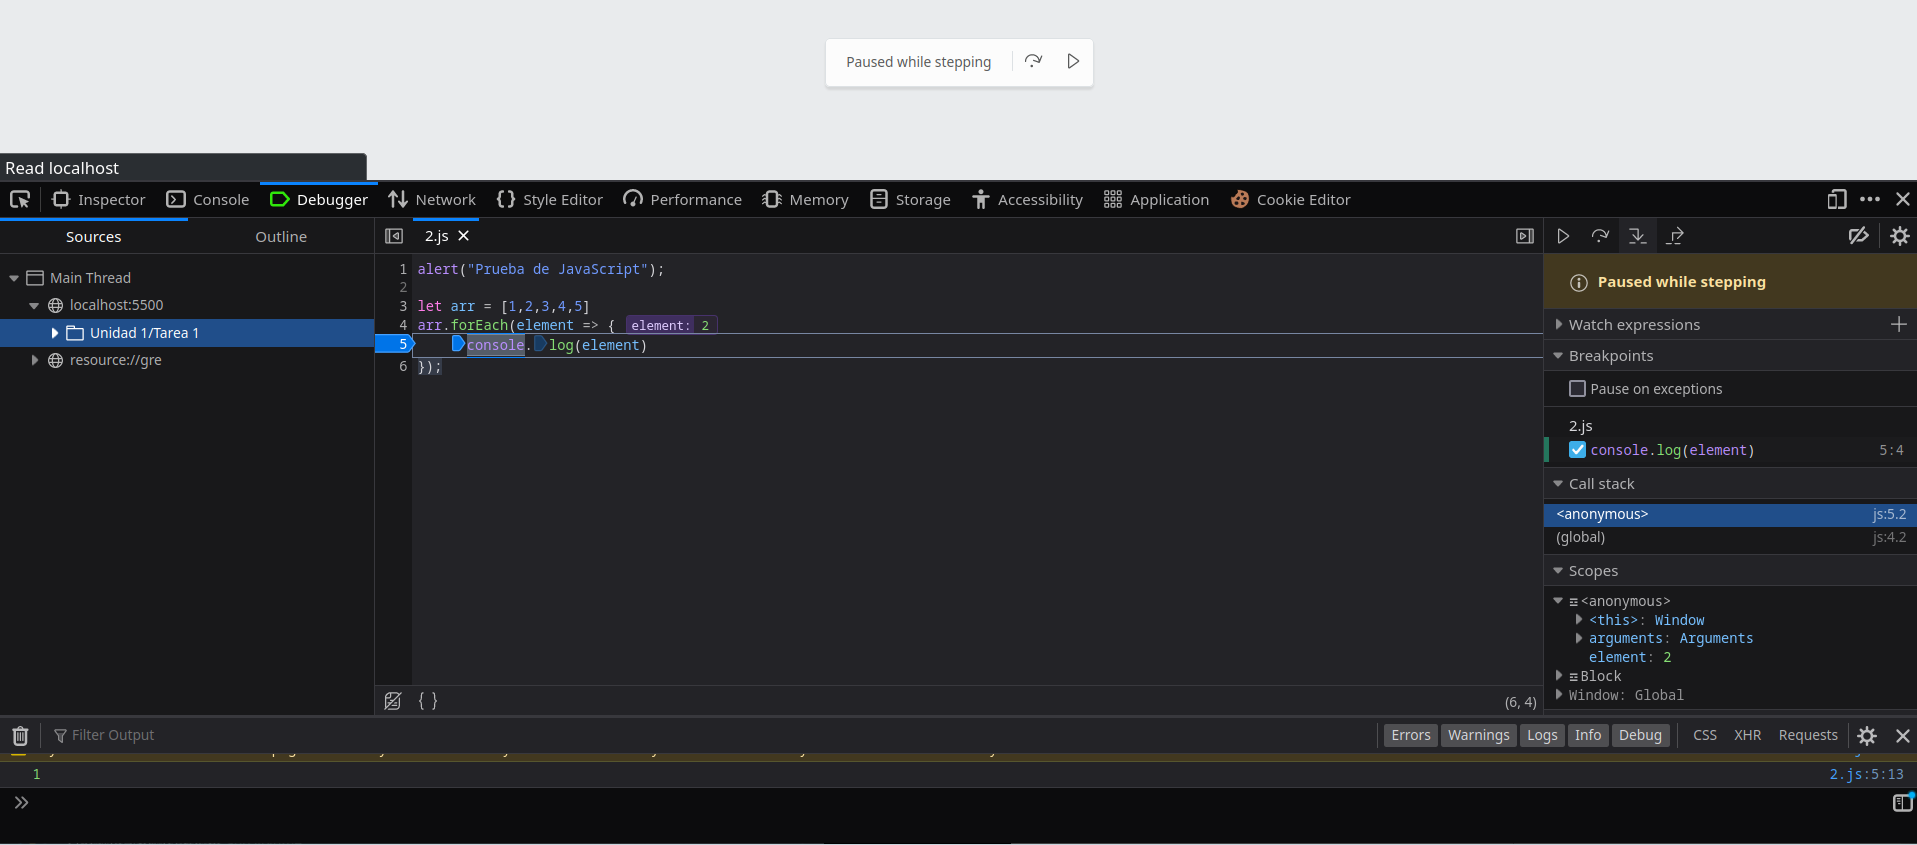 Paused while stepping
Read localhost
Inspector Console Debugger Network Style Editor Performance Memory Storage Accessibility Application Cookie Editor
Sources Outline
Main Thread
localhost:5500
Unidad 1/Tarea 1
resource://gre
2.js
1 alert("Prueba de JavaScript");
2
3 let arr = [1,2,3,4,5]
4 arr.forEach(element => { element: 2
5 console.log(element)
6 });
{ } (6, 4)
Paused while stepping
Watch expressions
Breakpoints
Pause on exceptions
2.js
console.log(element) 5:4
Call stack
<anonymous> js:5.2
(global) js:4.2
Scopes
<anonymous>
<this>: Window
arguments: Arguments
element: 2
Block
Window: Global
Filter Output Errors Warnings Logs Info Debug CSS XHR Requests
1 2.js:5:13